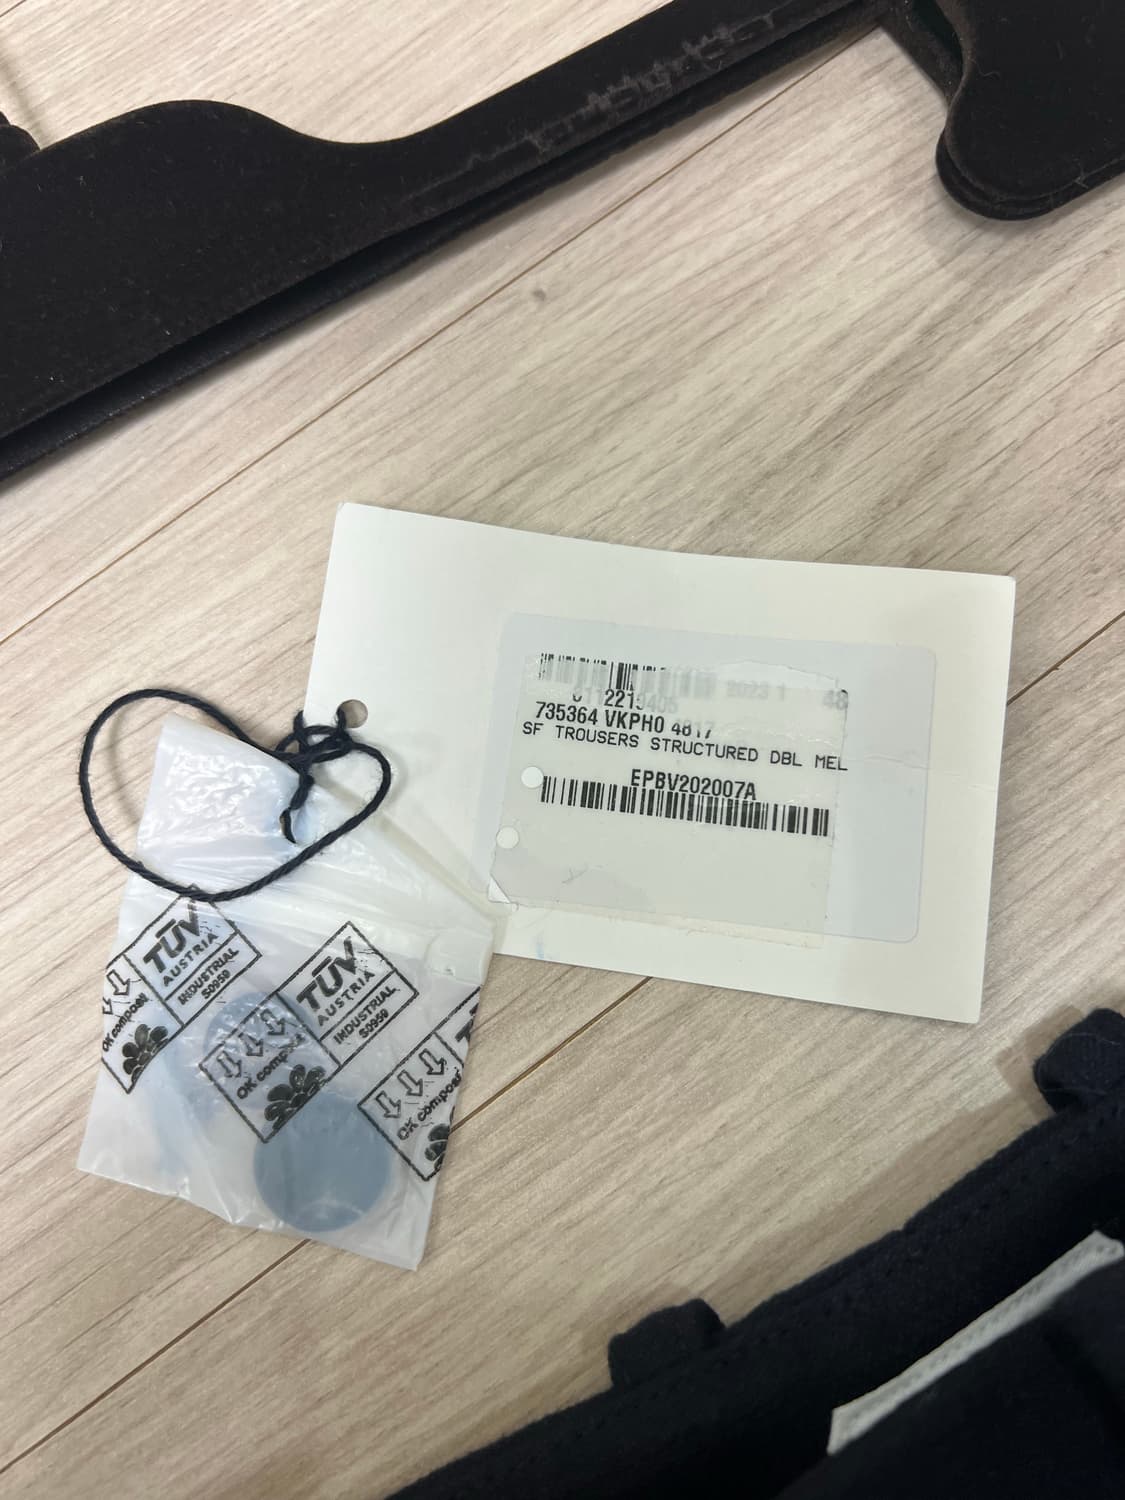 2023 1 48
735364 VKPH0 4817
SF TROUSERS STRUCTURED DBL MEL
EPBV202007A
TÜV
AUSTRIA
INDUSTRIAL
S0959
OK compost
TÜV
AUSTRIA
INDUSTRIAL
S0959
OK compost
OK compost